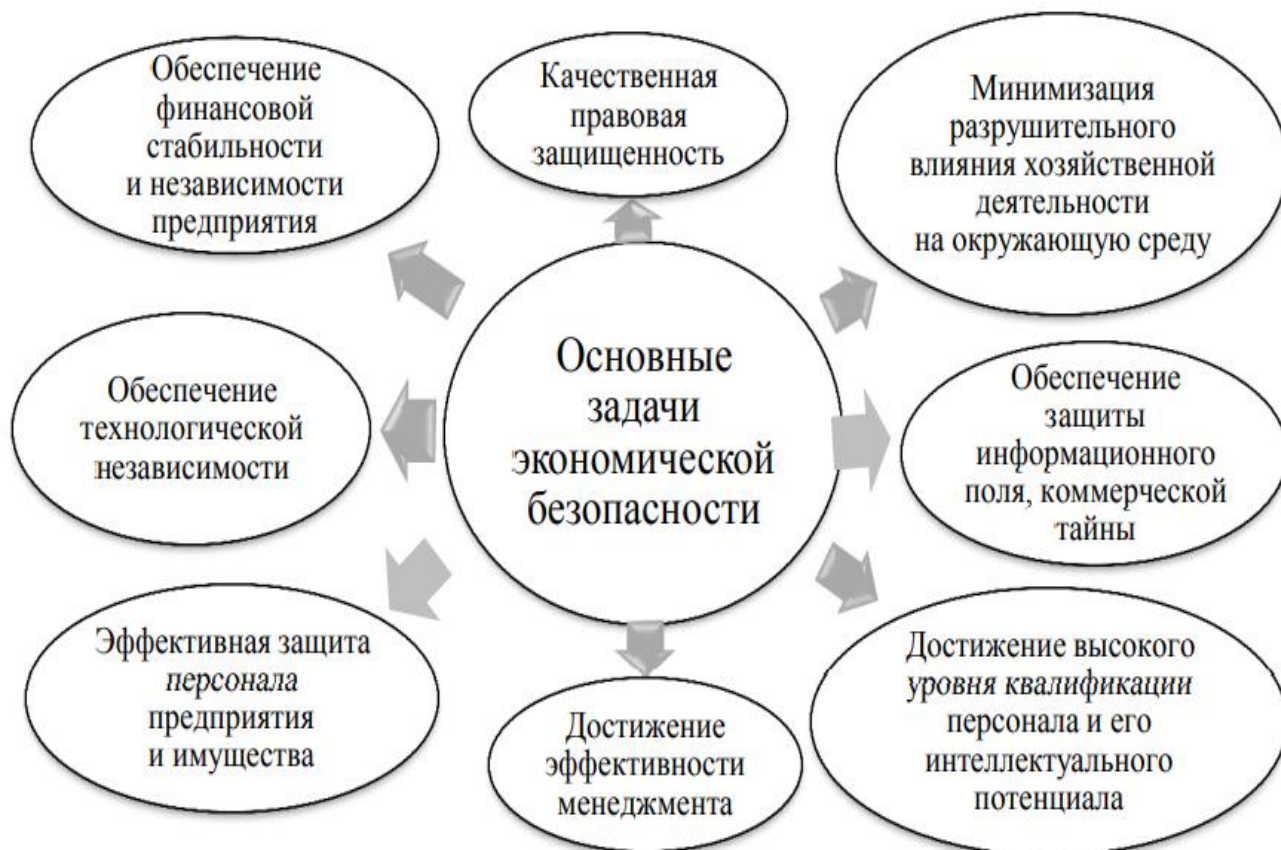 Обеспечение
финансовой
стабильности
и независимости
предприятия
Качественная
правовая
защищенность
Минимизация
разрушительного
влияния хозяйственной
деятельности
на окружающую среду
Обеспечение
технологической
независимости
Основные
задачи
экономической
безопасности
Обеспечение
защиты
информационного
поля, коммерческой
тайны
Эффективная защита
персонала
предприятия
и имущества
Достижение
эффективности
менеджмента
Достижение высокого
уровня квалификации
персонала и его
интеллектуального
потенциала